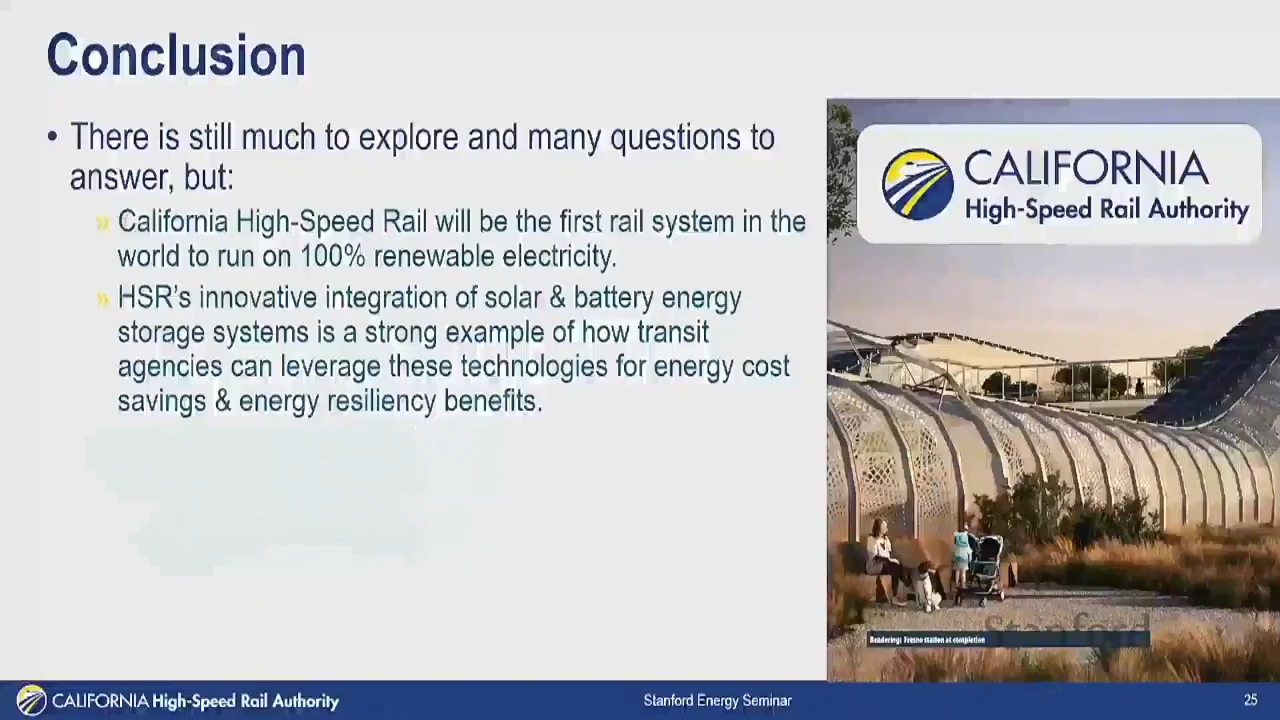 Conclusion
• There is still much to explore and many questions to
answer, but:
» California High-Speed Rail will be the first rail system in the
world to run on 100% renewable electricity.
» HSR's innovative integration of solar & battery energy
storage systems is a strong example of how transit
agencies can leverage these technologies for energy cost
savings & energy resiliency benefits.
CALIFORNIA
High-Speed Rail Authority
Stanford
Rendering: Fresno station at completion
CALIFORNIA High-Speed Rail Authority
Stanford Energy Seminar
25